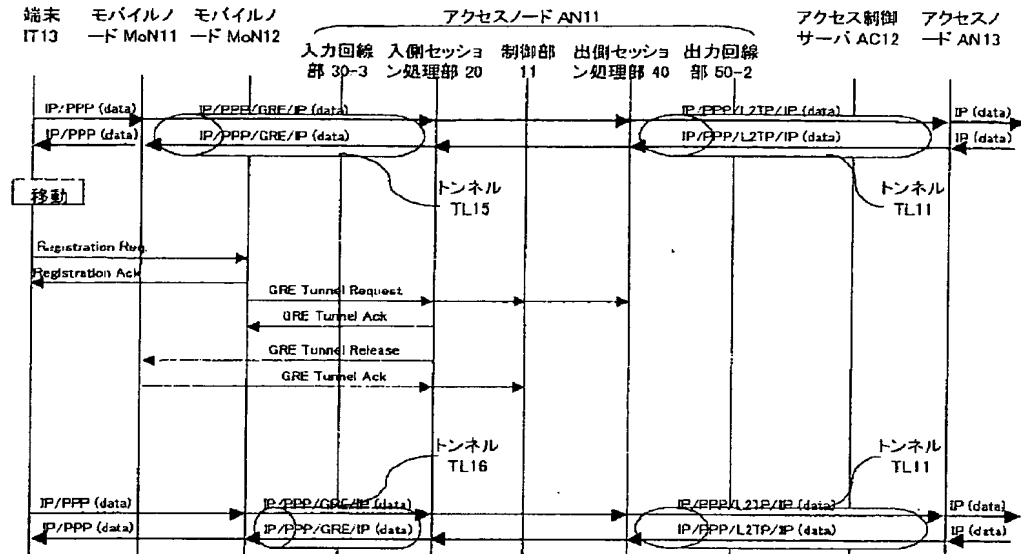 端末
IT13
モバイルノ
ード MoN11
モバイルノ
ード MoN12
アクセスノード AN11
入力回線
部 30-3
入側セッショ
ン処理部 20
制御部
11
出側セッショ
ン処理部 40
出力回線
部 50-2
アクセス制御
サーバ AC12
アクセスノ
ード AN13
IP/PPP (data)
IP/PPP/GRE/IP (data)
IP/PPP/L2TP/IP (data)
IP (data)
IP/PPP (data)
IP/PPP/GRE/IP (data)
IP/PPP/L2TP/IP (data)
IP (data)
移動
トンネル
TL15
トンネル
TL11
Registration Req.
Registration Ack
GRE Tunnel Request
GRE Tunnel Ack
GRE Tunnel Release
GRE Tunnel Ack
トンネル
TL16
トンネル
TL11
IP/PPP (data)
IP/PPP/GRE/IP (data)
IP/PPP/L2TP/IP (data)
IP (data)
IP/PPP (data)
IP/PPP/GRE/IP (data)
IP/PPP/L2TP/IP (data)
IP (data)